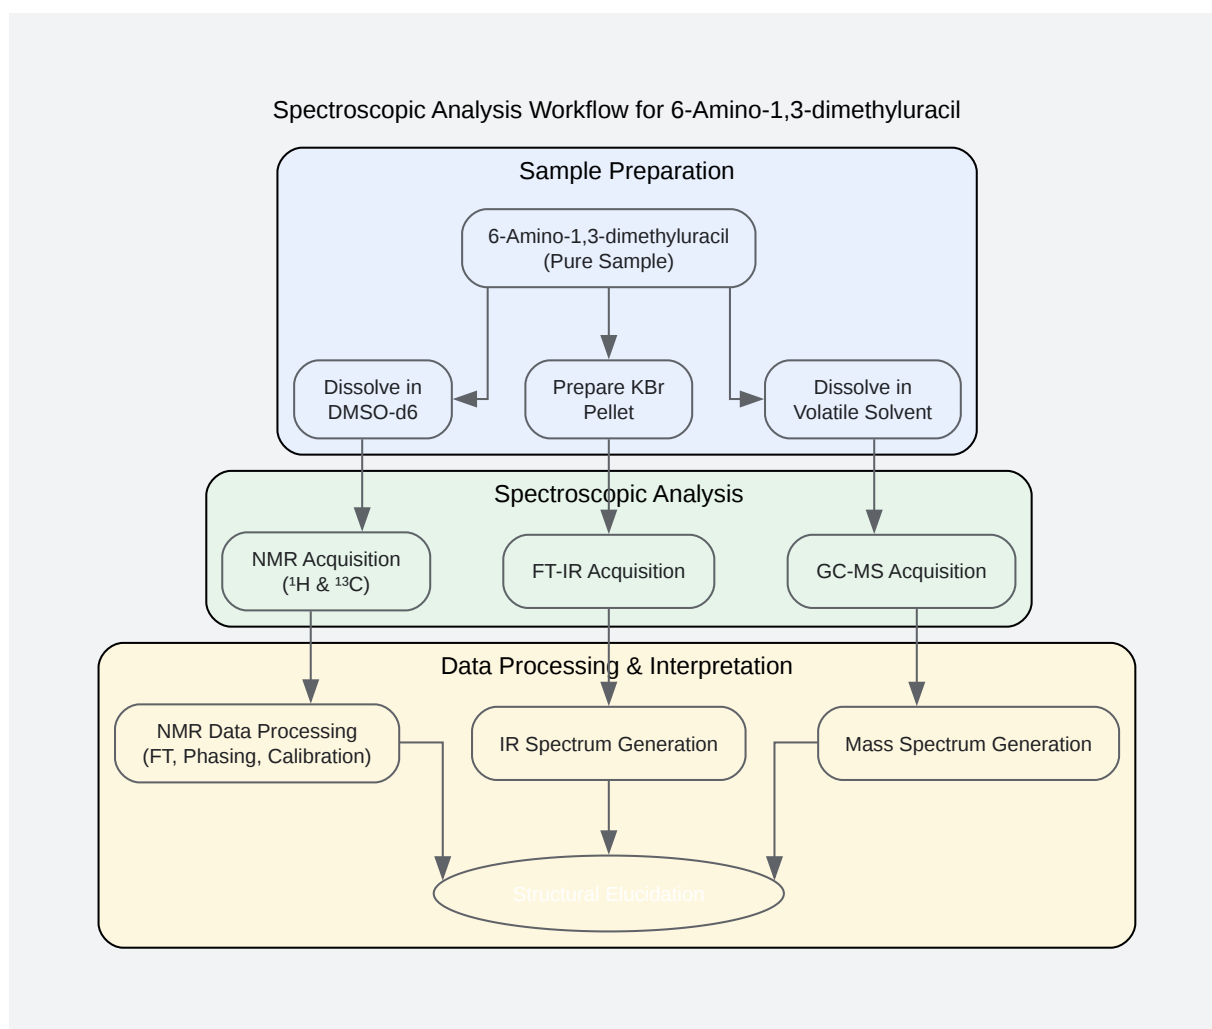 Spectroscopic Analysis Workflow for 6-Amino-1,3-dimethyluracil
Sample Preparation
6-Amino-1,3-dimethyluracil
(Pure Sample)
Dissolve in
DMSO-d6
Prepare KBr
Pellet
Dissolve in
Volatile Solvent
Spectroscopic Analysis
NMR Acquisition
(¹H & ¹³C)
FT-IR Acquisition
GC-MS Acquisition
Data Processing & Interpretation
NMR Data Processing
(FT, Phasing, Calibration)
IR Spectrum Generation
Mass Spectrum Generation
Structural Elucidation